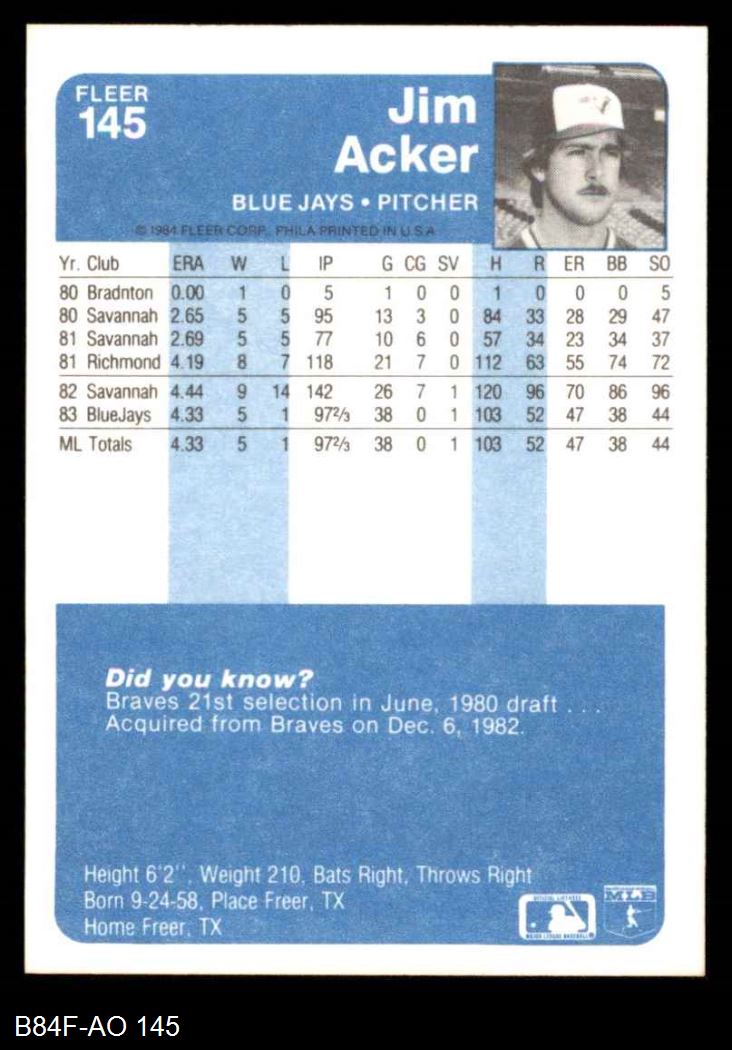 FLEER
145
Jim
Acker
BLUE JAYS • PITCHER
© 1984 FLEER CORP. PHILA PRINTED IN U.S.A
Yr. Club ERA W L IP G CG SV H R ER BB SO
80 Bradnton 0.00 1 0 5 1 0 0 1 0 0 0 5
80 Savannah 2.65 5 5 95 13 3 0 84 33 28 29 47
81 Savannah 2.69 5 5 77 10 6 0 57 34 23 34 37
81 Richmond 4.19 8 7 118 21 7 0 112 63 55 74 72
82 Savannah 4.44 9 14 142 26 7 1 120 96 70 86 96
83 BlueJays 4.33 5 1 972/3 38 0 1 103 52 47 38 44
ML Totals 4.33 5 1 972/3 38 0 1 103 52 47 38 44
Did you know?
Braves 21st selection in June, 1980 draft . . .
Acquired from Braves on Dec. 6, 1982.
Height 6'2", Weight 210, Bats Right, Throws Right
Born 9-24-58, Place Freer, TX
Home Freer, TX
MAJOR LEAGUE BASEBALL
MLB
B84F-AO 145